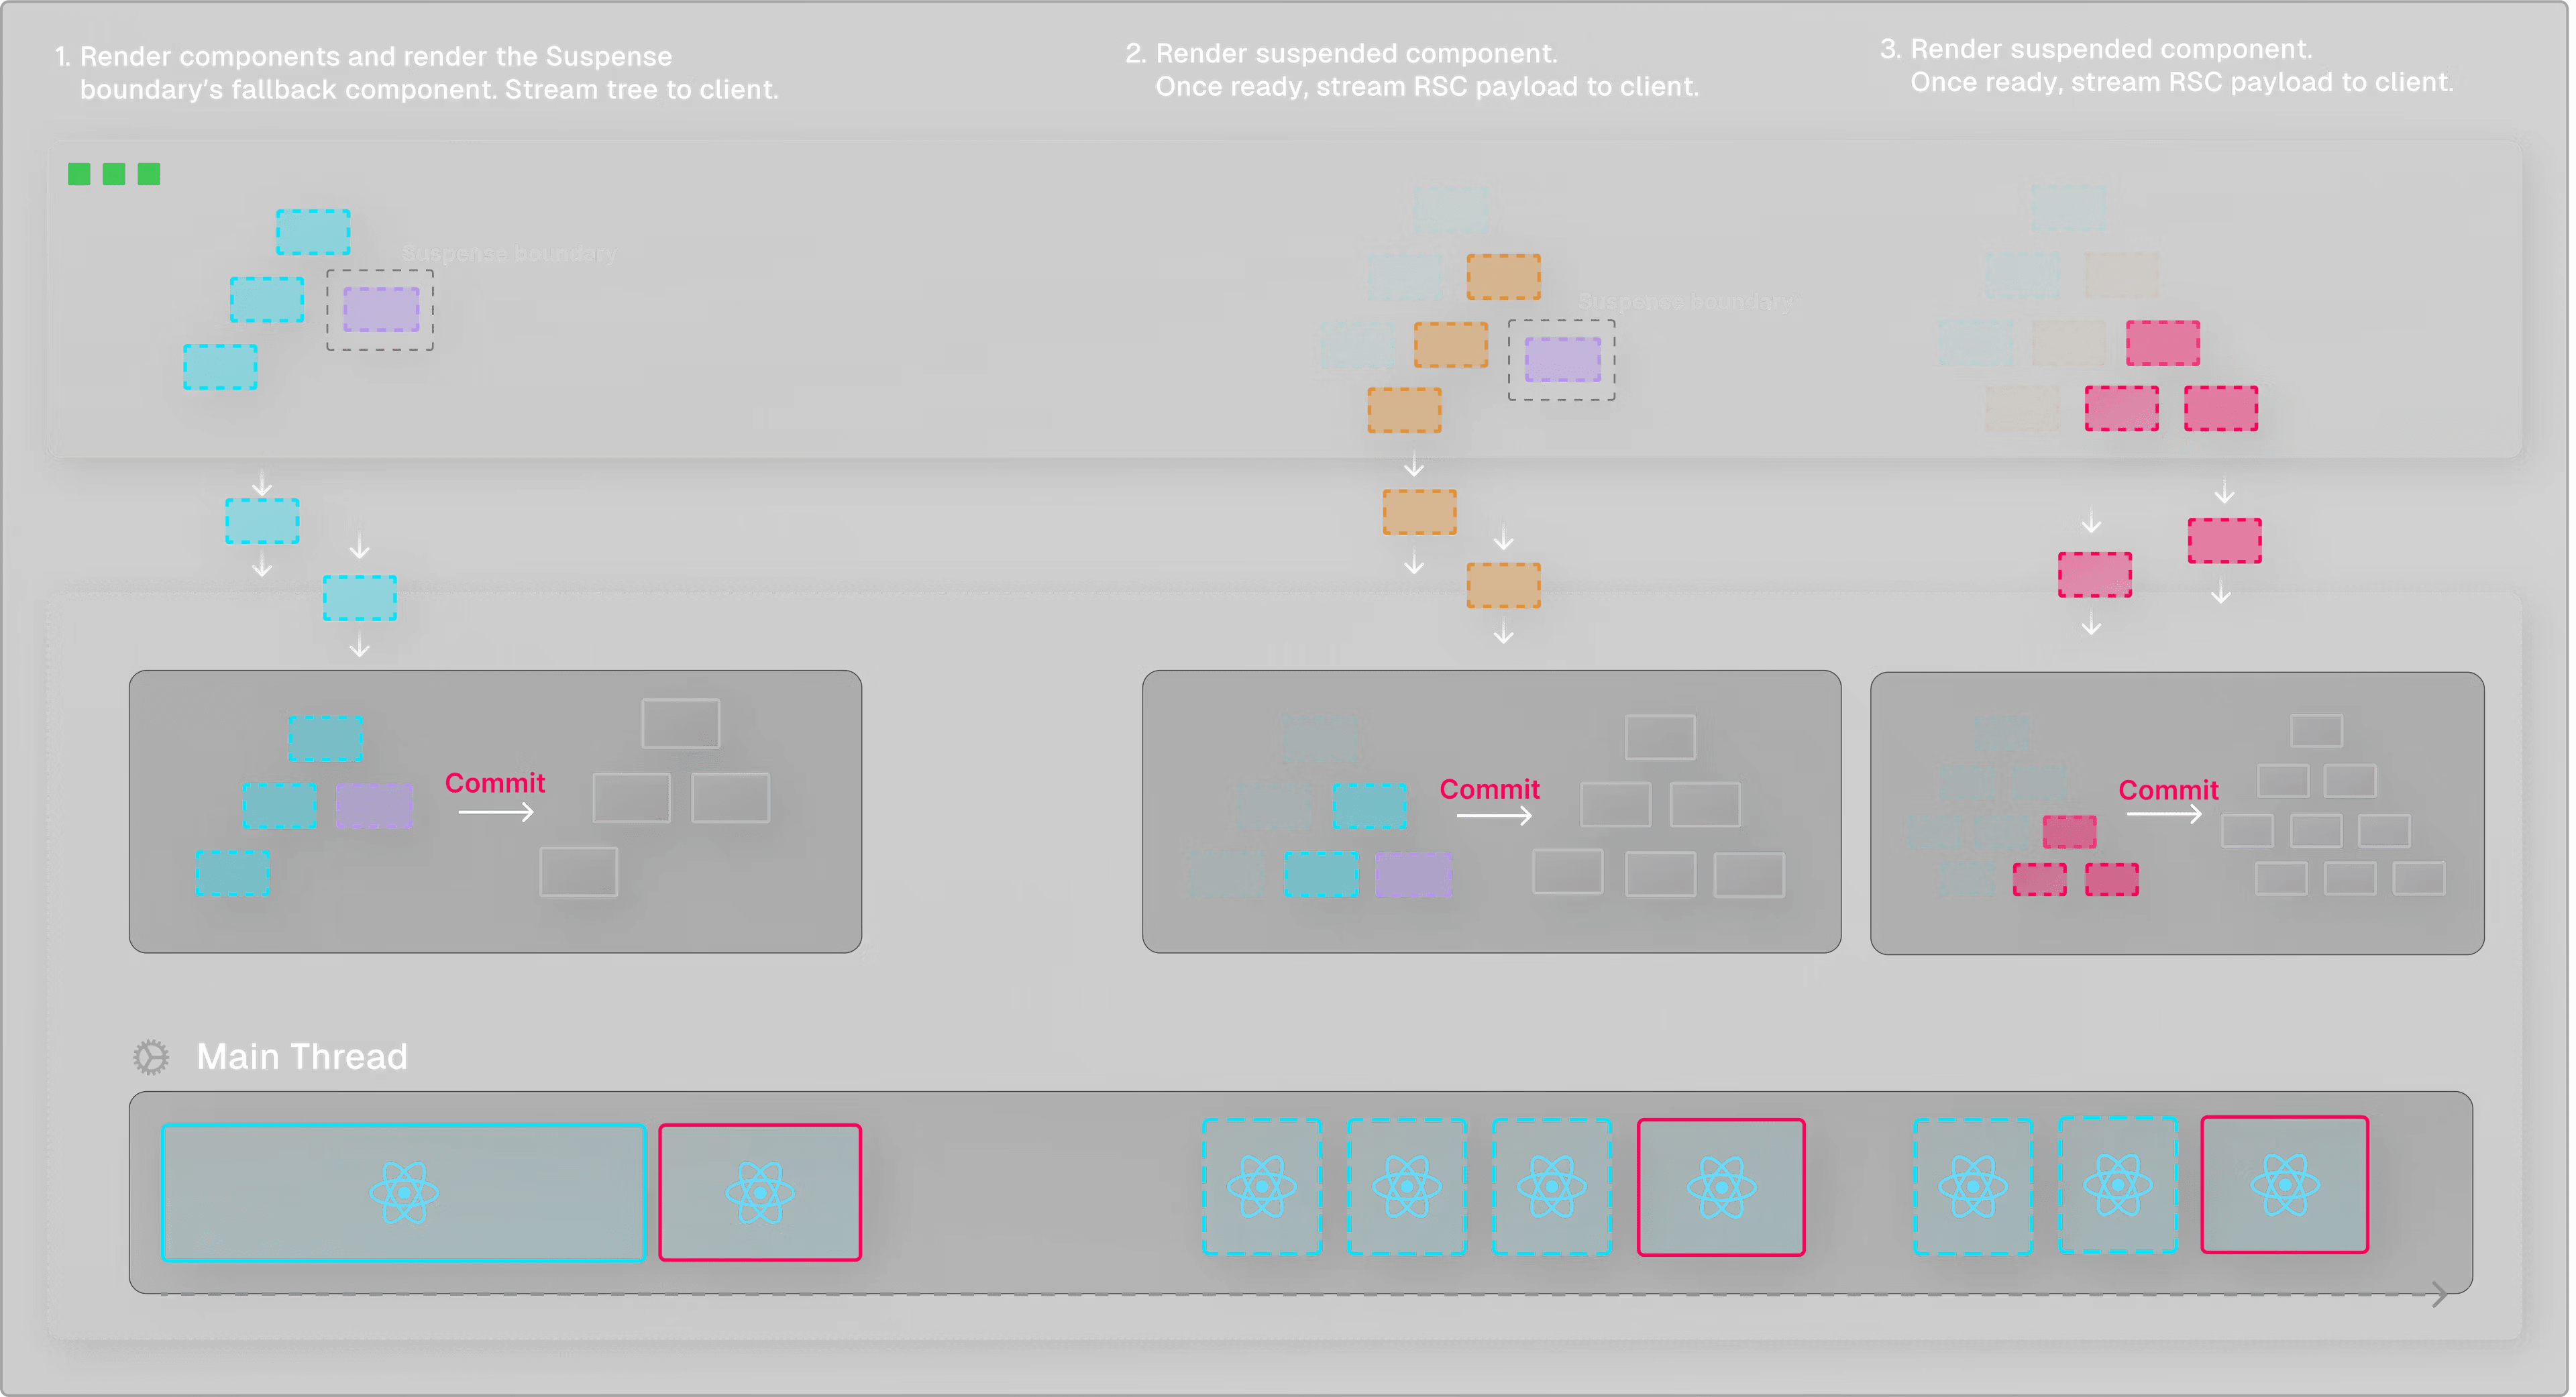 1. Render components and render the Suspense
boundary’s fallback component. Stream tree to client.
2. Render suspended component.
Once ready, stream RSC payload to client.
3. Render suspended component.
Once ready, stream RSC payload to client.
Suspense boundary
Suspense boundary
Commit
Commit
Commit
Main Thread